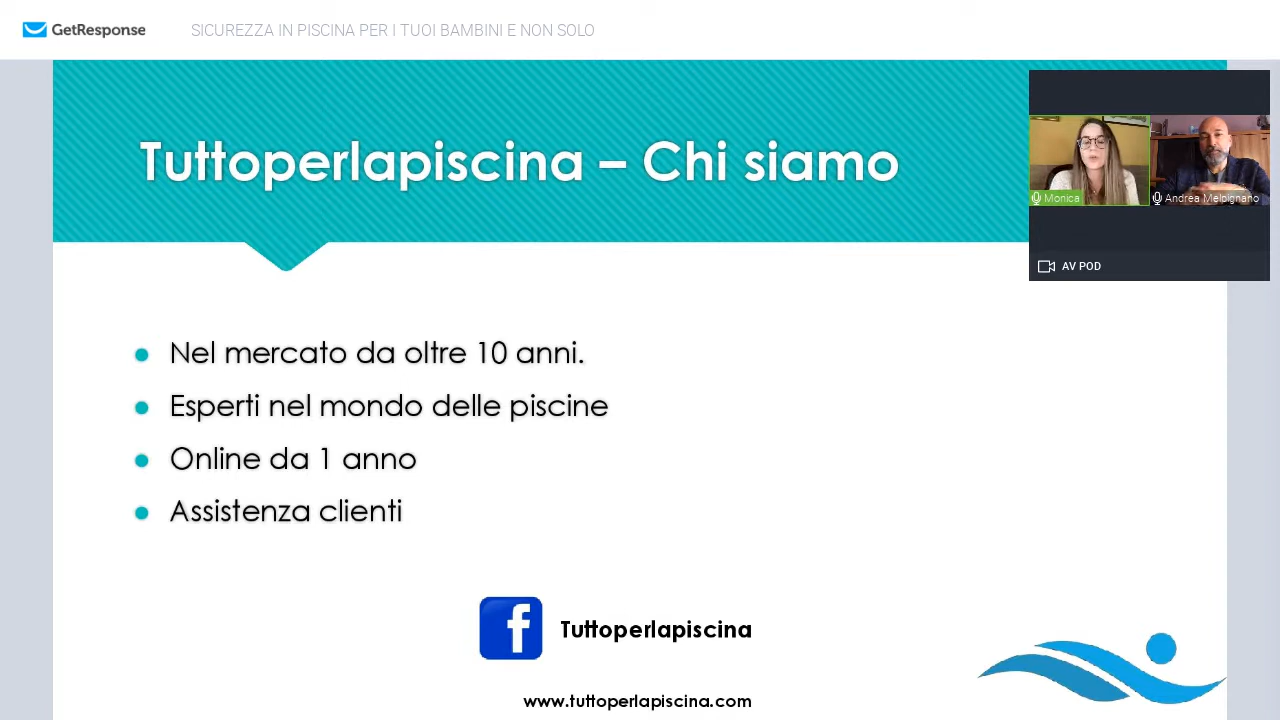 GetResponse
SICUREZZA IN PISCINA PER I TUOI BAMBINI E NON SOLO
Tuttoperlapiscina – Chi siamo
Monica
Andrea Melpignano
AV POD
Nel mercato da oltre 10 anni.
Esperti nel mondo delle piscine
Online da 1 anno
Assistenza clienti
f
Tuttoperlapiscina
www.tuttoperlapiscina.com